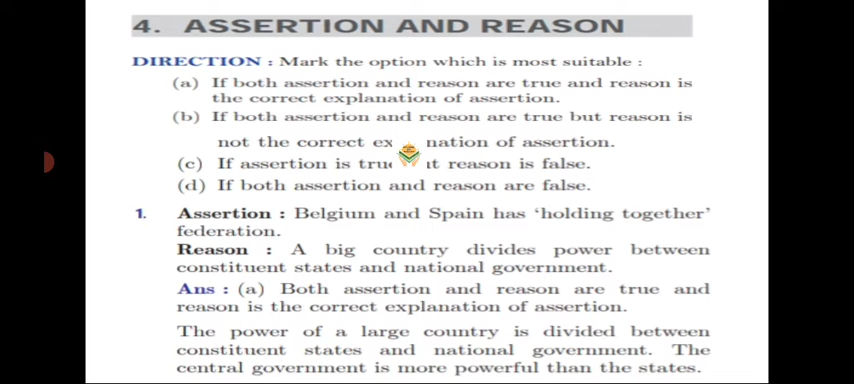 4. ASSERTION AND REASON
DIRECTION : Mark the option which is most suitable :
(a) If both assertion and reason are true and reason is
the correct explanation of assertion.
(b) If both assertion and reason are true but reason is
not the correct ex nation of assertion.
(c) If assertion is true ut reason is false.
(d) If both assertion and reason are false.
1. Assertion : Belgium and Spain has ‘holding together’
federation.
Reason : A big country divides power between
constituent states and national government.
Ans : (a) Both assertion and reason are true and
reason is the correct explanation of assertion.
The power of a large country is divided between
constituent states and national government. The
central government is more powerful than the states.